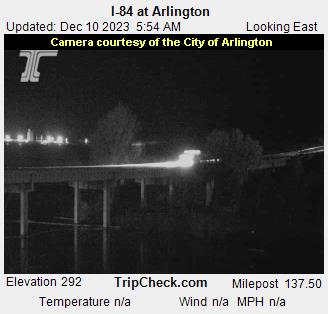 I-84 at Arlington
Updated: Dec 10 2023 5:54 AM Looking East
Camera courtesy of the City of Arlington
Elevation 292 TripCheck.com Milepost 137.50
Temperature n/a Wind n/a MPH n/a